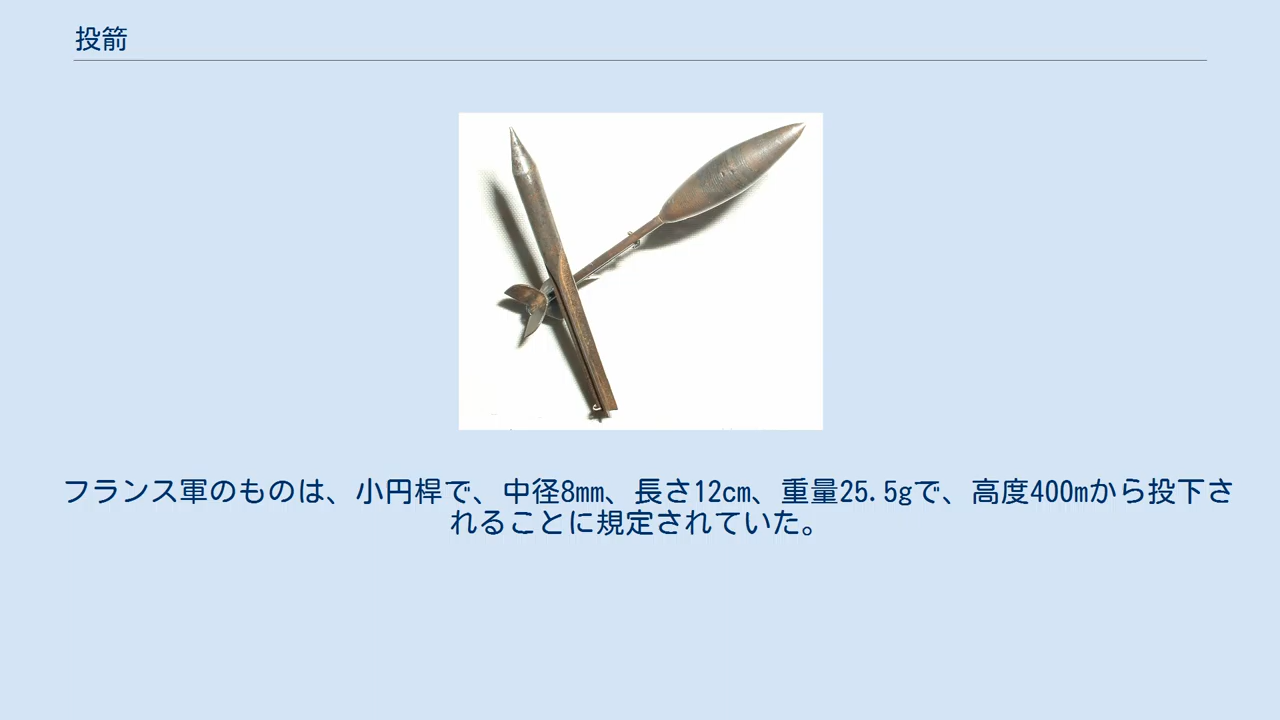 投箭
フランス軍のものは、小円桿で、中径8mm、長さ12cm、重量25.5gで、高度400mから投下さ
れることに規定されていた。